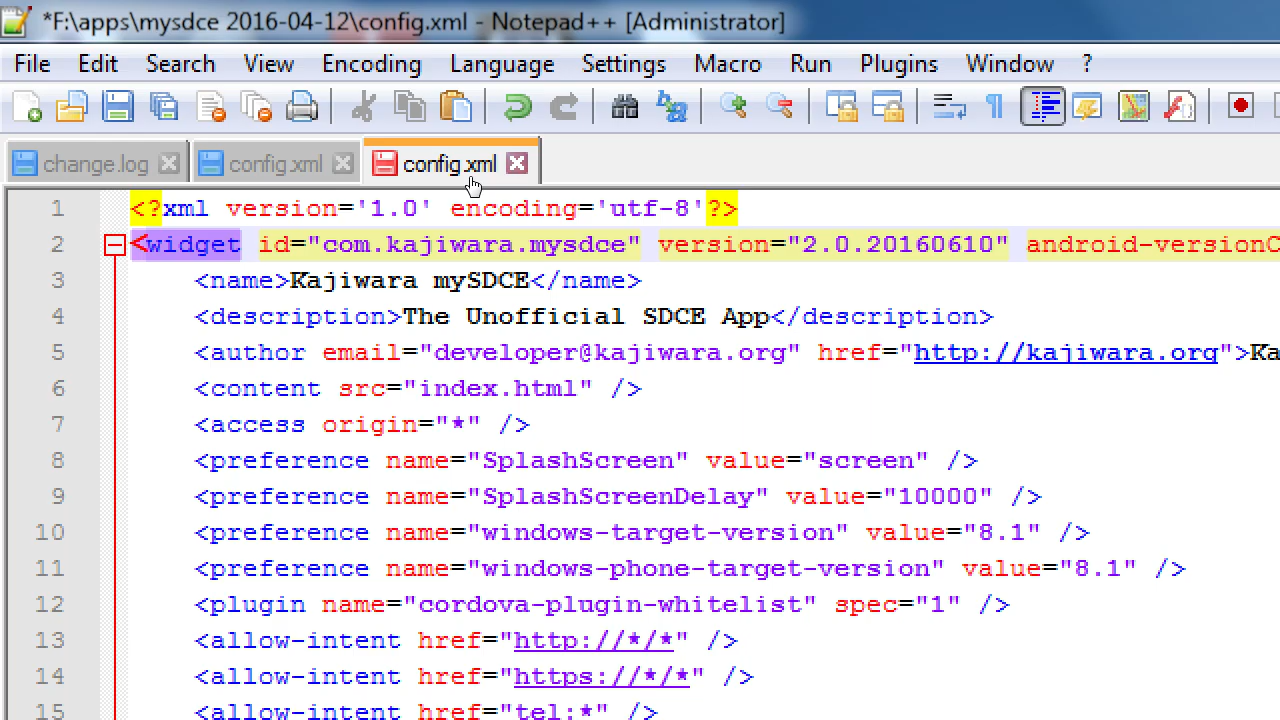 *F:\apps\mysdce 2016-04-12\config.xml - Notepad++ [Administrator]
File Edit Search View Encoding Language Settings Macro Run Plugins Window ?
change.log config.xml config.xml
1 <?xml version='1.0' encoding='utf-8'?>
2 <widget id="com.kajiwara.mysdce" version="2.0.20160610" android-versionC
3 <name>Kajiwara mySDCE</name>
4 <description>The Unofficial SDCE App</description>
5 <author email="developer@kajiwara.org" href="http://kajiwara.org">Ka
6 <content src="index.html" />
7 <access origin="*" />
8 <preference name="SplashScreen" value="screen" />
9 <preference name="SplashScreenDelay" value="10000" />
10 <preference name="windows-target-version" value="8.1" />
11 <preference name="windows-phone-target-version" value="8.1" />
12 <plugin name="cordova-plugin-whitelist" spec="1" />
13 <allow-intent href="http://*/*" />
14 <allow-intent href="https://*/*" />
15 <allow-intent href="tel:*" />